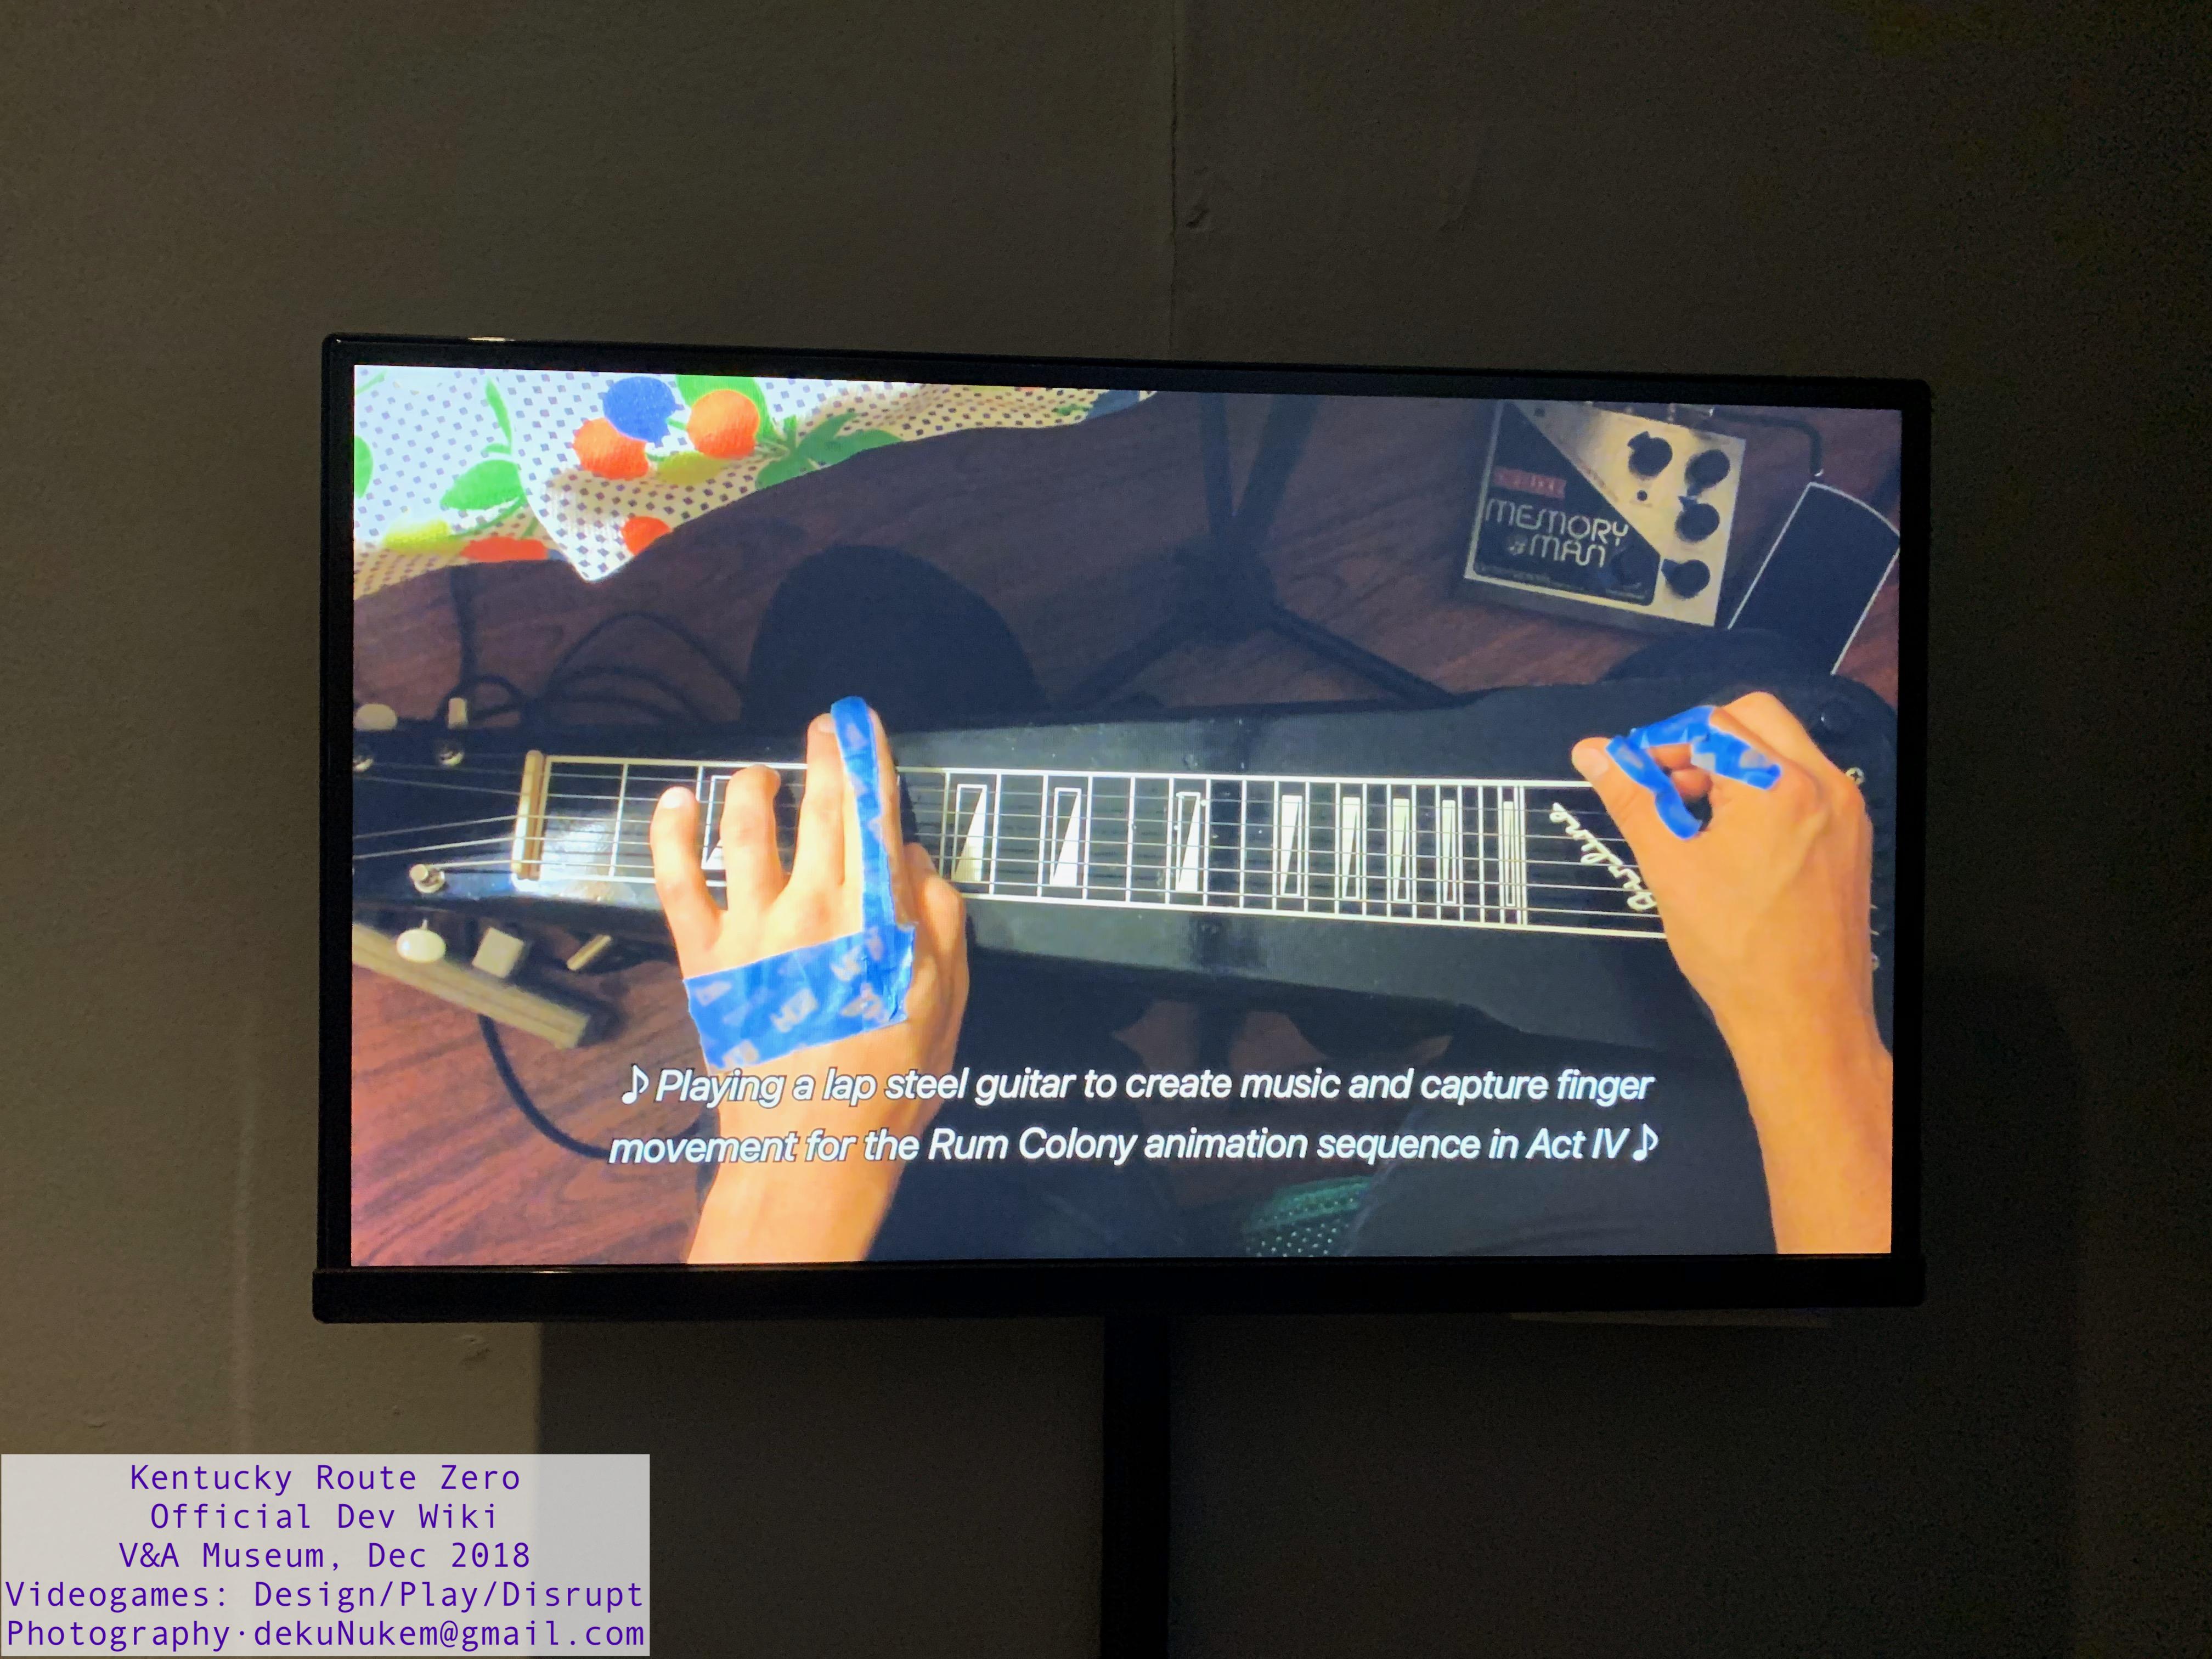 MEMORY
MAN
♪ Playing a lap steel guitar to create music and capture finger
movement for the Rum Colony animation sequence in Act IV ♪
Kentucky Route Zero
Official Dev Wiki
V&A Museum, Dec 2018
Videogames: Design/Play/Disrupt
Photography·dekuNukem@gmail.com